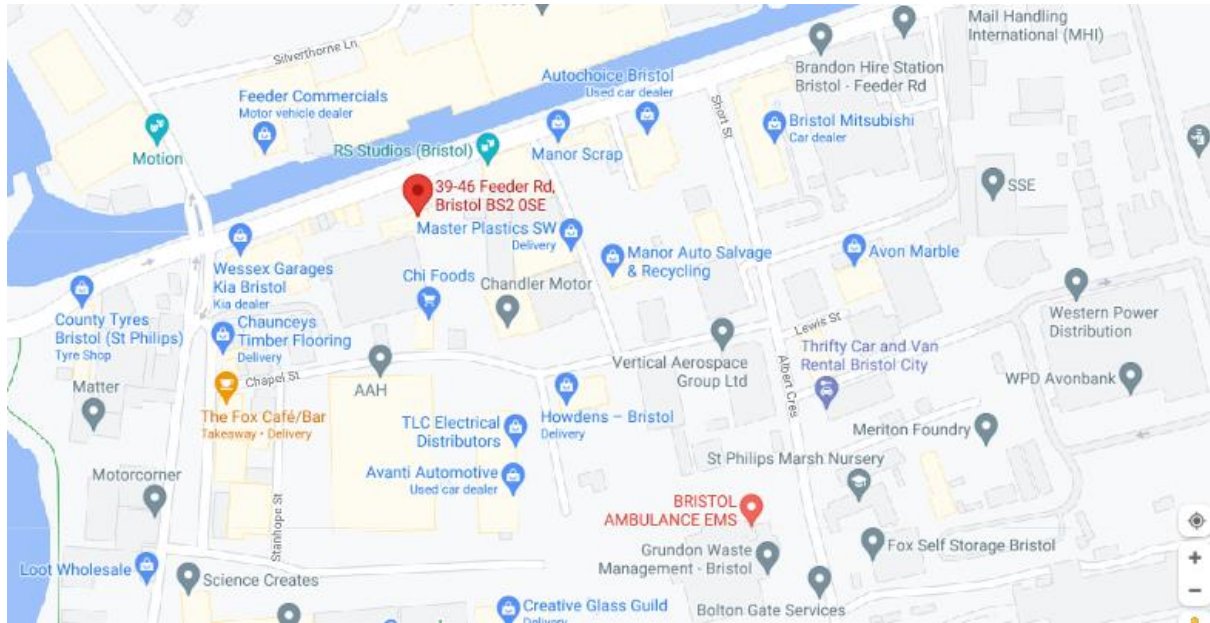 Silverthorne Ln
Mail Handling
International (MHI)
Brandon Hire Station
Bristol - Feeder Rd
Autochoice Bristol
Used car dealer
Feeder Commercials
Motor vehicle dealer
Short St
Bristol Mitsubishi
Car dealer
Motion
RS Studios (Bristol)
Manor Scrap
39-46 Feeder Rd,
Bristol BS2 0SE
SSE
Master Plastics SW
Delivery
Manor Auto Salvage
& Recycling
Avon Marble
Wessex Garages
Kia Bristol
Kia dealer
Chi Foods
Chandler Motor
County Tyres
Bristol (St Philips)
Tyre Shop
Chaunceys
Timber Flooring
Delivery
Lewis St
Western Power
Distribution
Vertical Aerospace
Group Ltd
Thrifty Car and Van
Rental Bristol City
Albert Cres
Chapel St
AAH
WPD Avonbank
Matter
The Fox Café/Bar
Takeaway • Delivery
TLC Electrical
Distributors
Howdens – Bristol
Delivery
Meriton Foundry
St Philips Marsh Nursery
Motorcorner
Avanti Automotive
Used car dealer
Stanhope St
BRISTOL
AMBULANCE EMS
Grundon Waste
Management - Bristol
Fox Self Storage Bristol
Loot Wholesale
Science Creates
Creative Glass Guild
Delivery
Bolton Gate Services